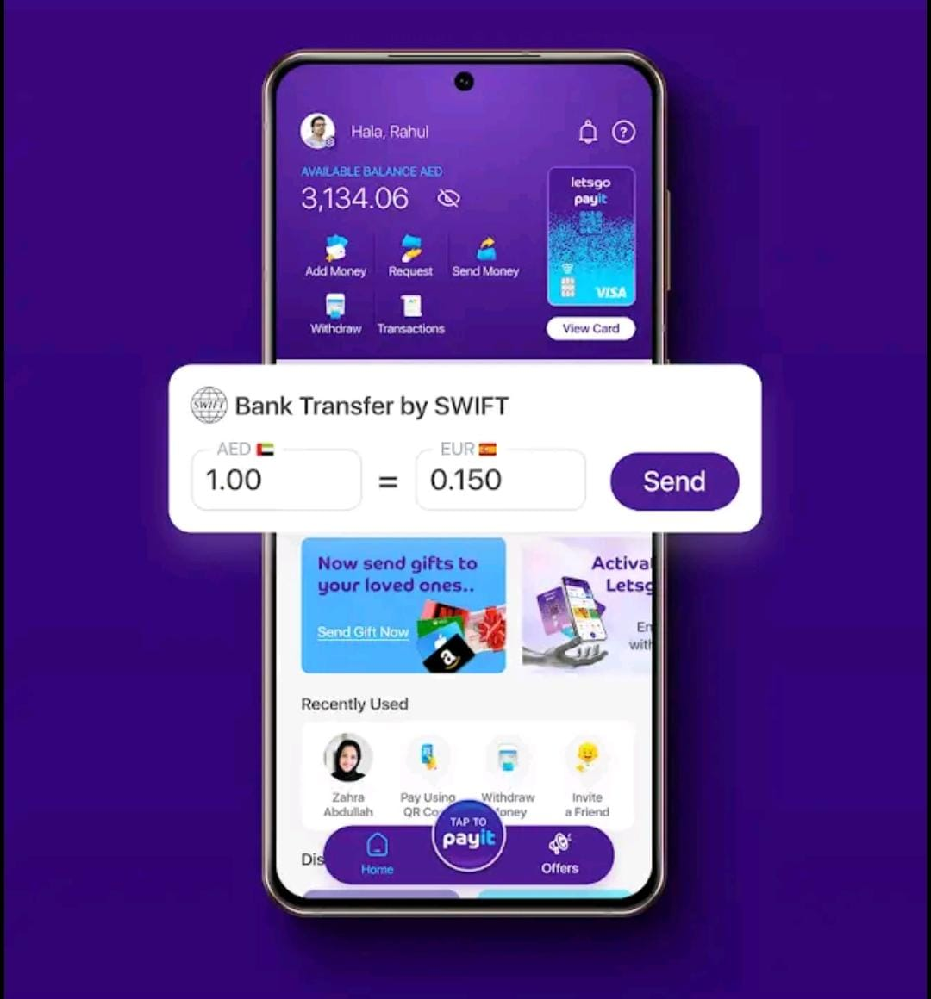 Hala, Rahul
?
AVAILABLE BALANCE AED
3,134.06
letsgo
payit
VISA
Add Money
Request
Send Money
Withdraw
Transactions
View Card
SWIFT Bank Transfer by SWIFT
AED
EUR
1.00
=
0.150
Send
Now send gifts to
your loved ones..
Send Gift Now
a
Activa
Letsg
En
with
Recently Used
Zahra
Abdullah
Pay Using
QR Co
Withdraw
oney
Invite
a Friend
TAP TO
payit
Dis
Home
Offers